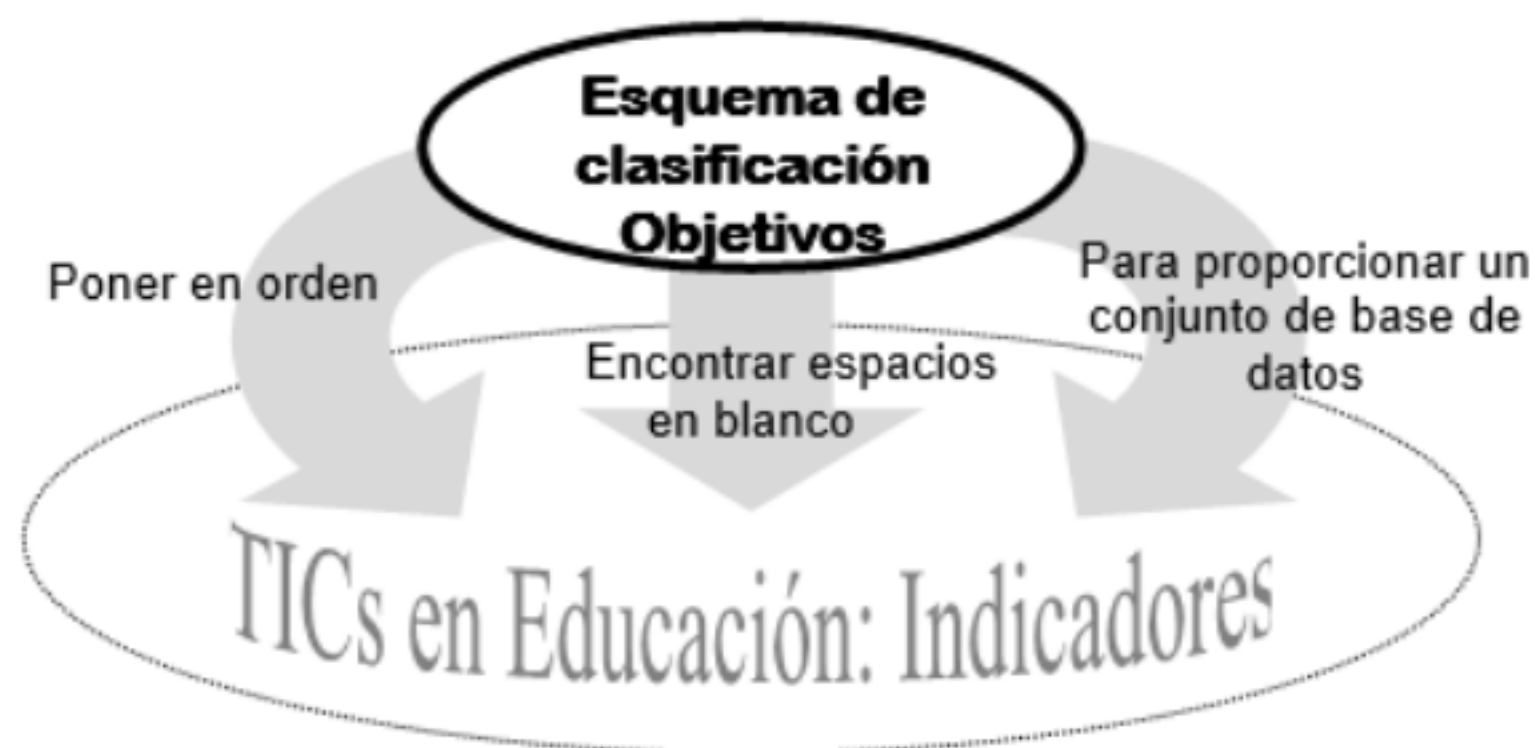 Esquema de
clasificación
Objetivos
Poner en orden
Encontrar espacios
en blanco
Para proporcionar un
conjunto de base de
datos
TICs en Educación: Indicadores